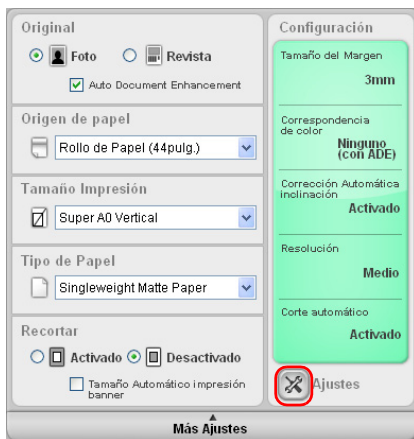 Original
Foto
Revista
Auto Document Enhancement
Origen de papel
Rollo de Papel (44pulg.)
Tamaño Impresión
Super A0 Vertical
Tipo de Papel
Singleweight Matte Paper
Recortar
Activado
Desactivado
Tamaño Automático impresión
banner
Configuración
Tamaño del Margen
3mm
Correspondencia
de color
Ninguno
(con ADE)
Corrección Automática
inclinación
Activado
Resolución
Medio
Corte automático
Activado
Ajustes
Más Ajustes